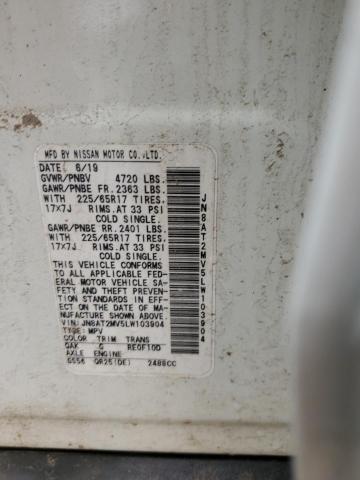 MFD BY NISSAN MOTOR CO.,LTD.
DATE 6/19
GVWR/PNBV 4720 LBS.
GAWR/PNBE FR. 2363 LBS.
WITH 225/65R17 TIRES.
17X7J RIMS.AT 33 PSI
COLD SINGLE.
GAWR/PNBE RR. 2401 LBS.
WITH 225/65R17 TIRES.
17X7J RIMS.AT 33 PSI
COLD SINGLE.
THIS VEHICLE CONFORMS
TO ALL APPLICABLE FED-
ERAL MOTOR VEHICLE SA-
FETY AND THEFT PREVEN-
TION STANDARDS IN EFF-
ECT ON THE DATE OF MA-
NUFACTURE SHOWN ABOVE
VIN: JN8AT2MV5LW103904
TYPE: MPV
COLOR TRIM TRANS
QAK G RE0F10D
AXLE ENGINE
GS56 QR25(DE) 2488CC
JN8AT2MV5LW103904